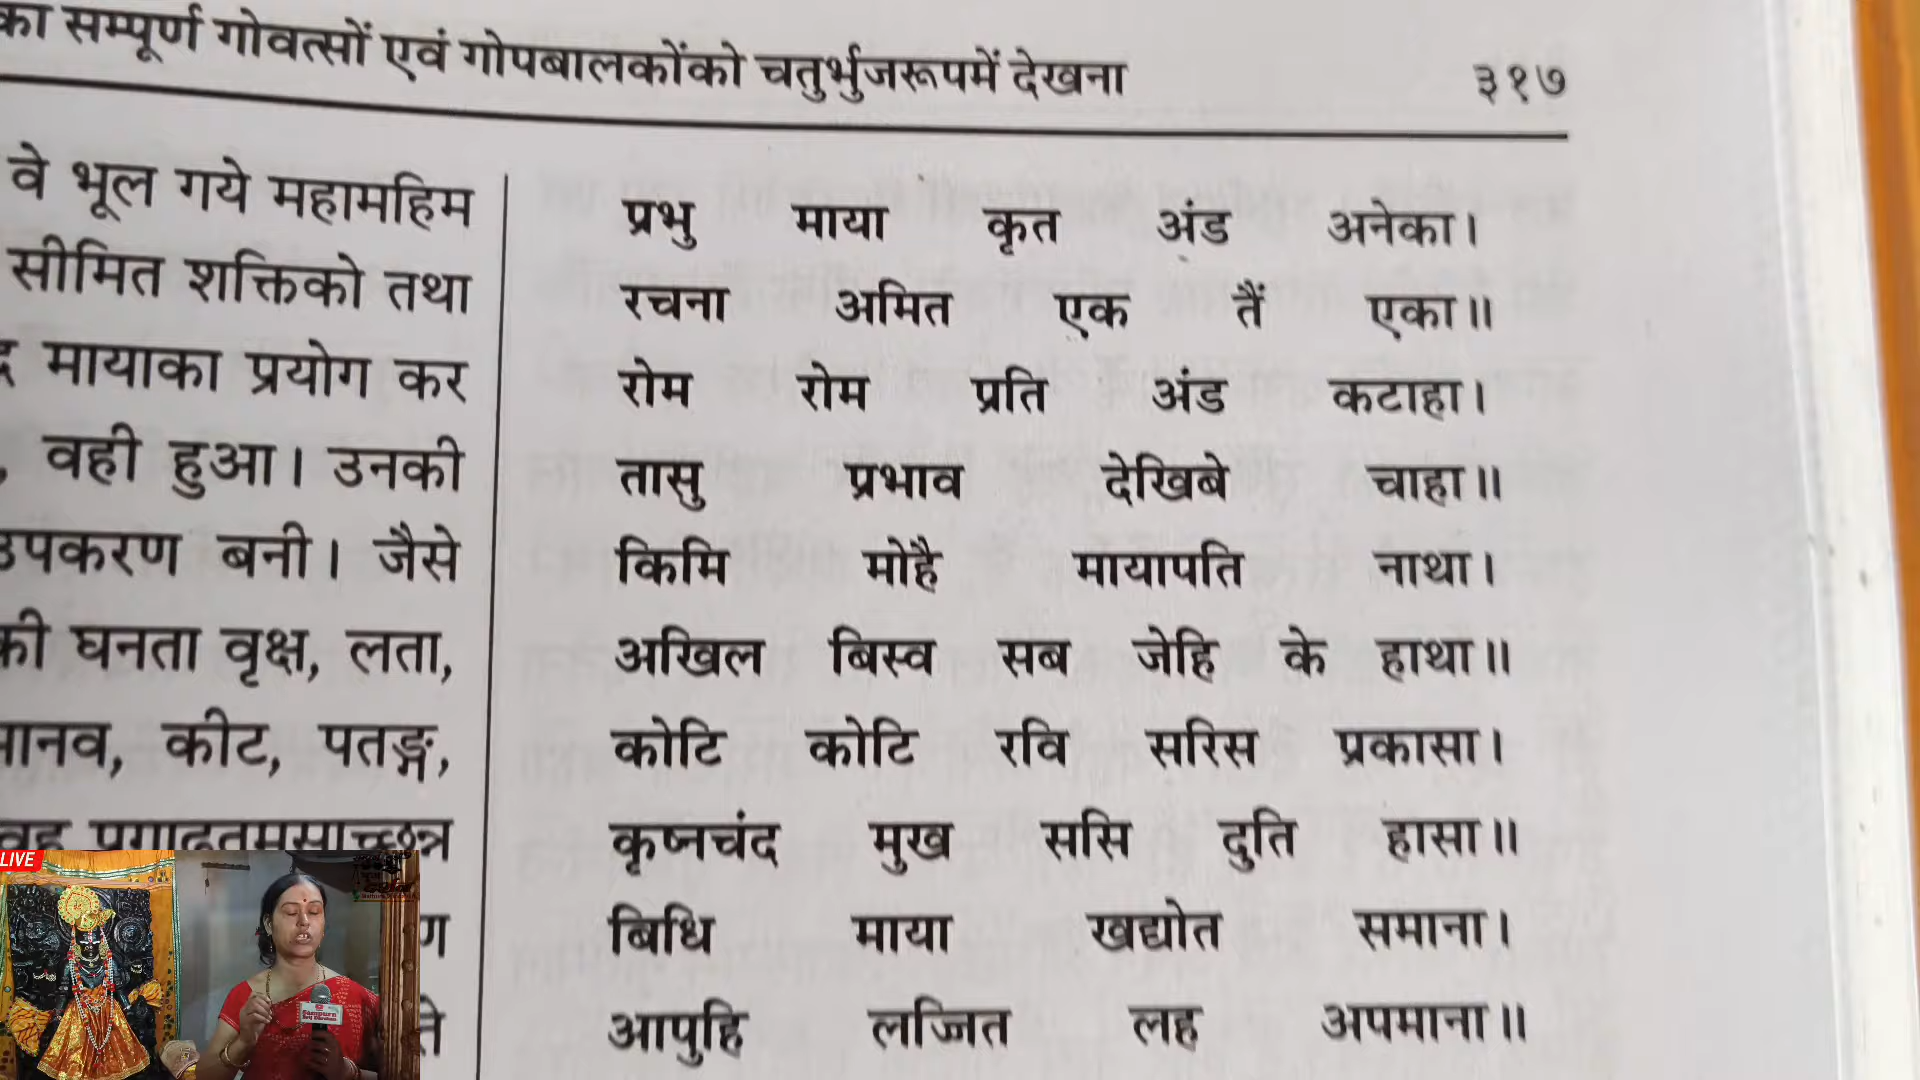 का सम्पूर्ण गोवत्सों एवं गोपबालकोंको चतुर्भुजरूपमें देखना ३१७
वे भूल गये महामहिम
सीमित शक्तिको तथा
मायाका प्रयोग कर
, वही हुआ। उनकी
उपकरण बनी। जैसे
की घनता वृक्ष, लता,
मानव, कीट, पतङ्ग,
प्रभु माया कृत अंड अनेका।
रचना अमित एक तैं एका॥
रोम रोम प्रति अंड कटाहा।
तासु प्रभाव देखिबे चाहा॥
किमि मोहै मायापति नाथा।
अखिल बिस्व सब जेहि के हाथा॥
कोटि कोटि रवि सरिस प्रकासा।
कृष्नचंद मुख ससि दुति हासा॥
बिधि माया खद्योत समाना।
आपुहि लज्जित लह अपमाना॥
LIVE